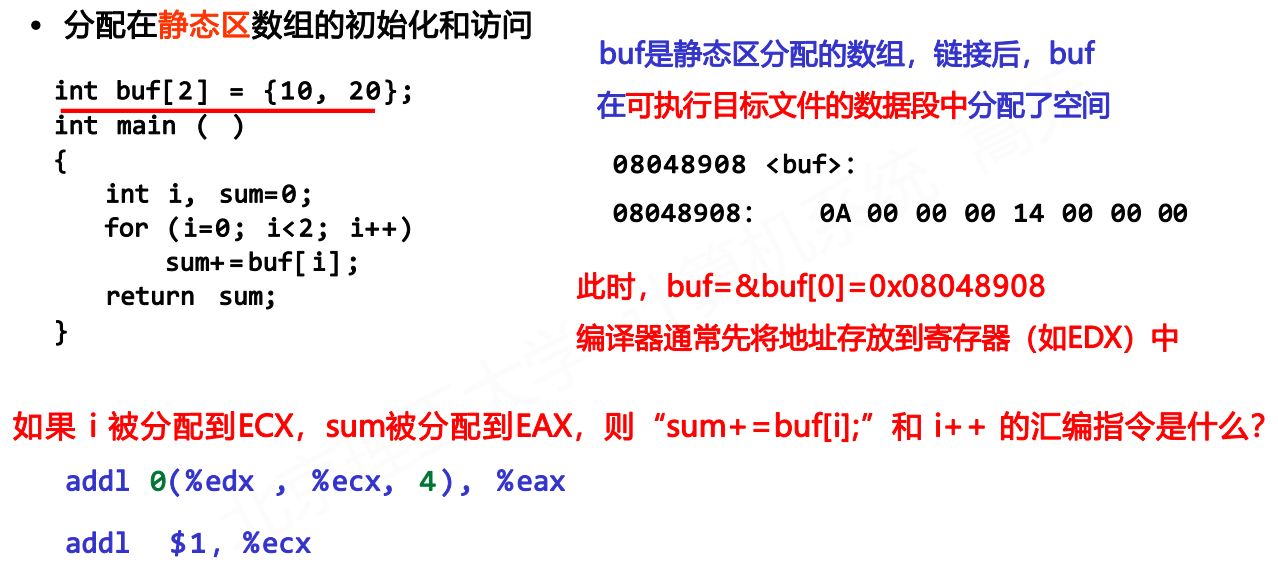 • 分配在静态区数组的初始化和访问
int buf[2] = {10, 20};
int main ( )
{
int i, sum=0;
for (i=0; i<2; i++)
sum+=buf[i];
return sum;
}
buf是静态区分配的数组，链接后，buf
在可执行目标文件的数据段中分配了空间
08048908 <buf>:
08048908: 0A 00 00 00 14 00 00 00
此时，buf=&buf[0]=0x08048908
编译器通常先将地址存放到寄存器（如EDX）中
如果 i 被分配到ECX，sum被分配到EAX，则“sum+=buf[i];”和 i++ 的汇编指令是什么？
addl 0(%edx , %ecx, 4), %eax
addl $1, %ecx